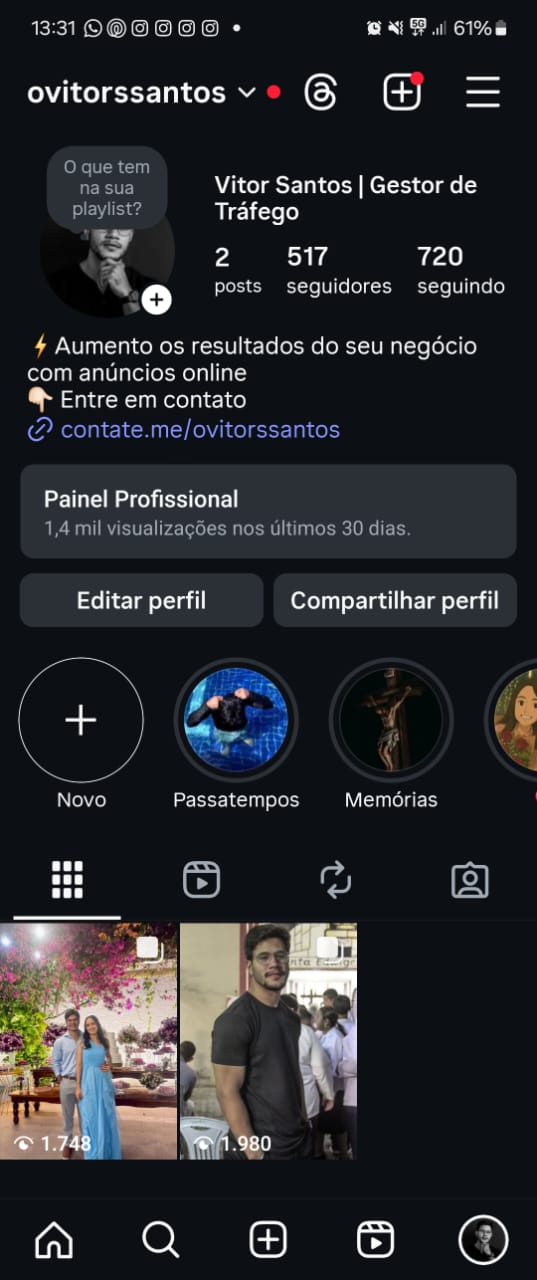 13:31
5G
61%
ovitorssantos
O que tem
na sua
playlist?
Vitor Santos | Gestor de
Tráfego
2
517
720
posts
seguidores
seguindo
⚡Aumento os resultados do seu negócio
com anúncios online
👇🏻 Entre em contato
contate.me/ovitorssantos
Painel Profissional
1,4 mil visualizações nos últimos 30 dias.
Editar perfil
Compartilhar perfil
Novo
Passatempos
Memórias
1.748
1.980